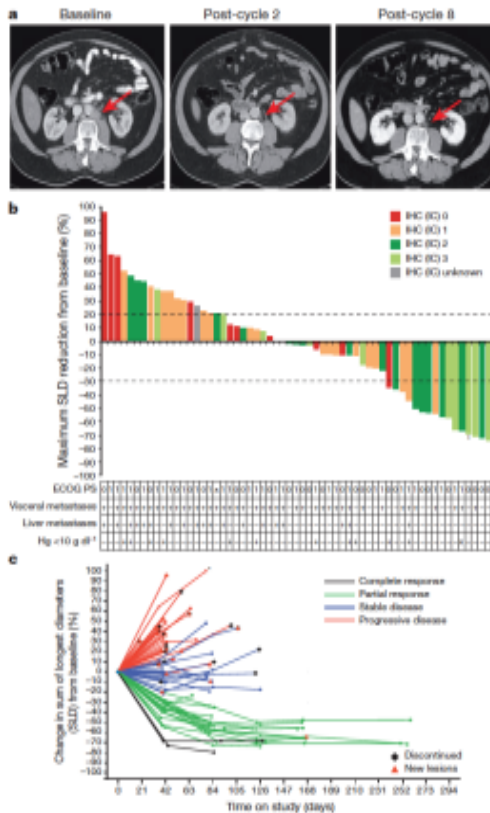 a Baseline Post-cycle 2 Post-cycle 8
b
Maximum SLD reduction from baseline (%)
100
90
80
70
60
50
40
30
20
10
0
-10
-20
-30
-40
-50
-60
-70
-80
-90
-100
IHC (IC) 0
IHC (IC) 1
IHC (IC) 2
IHC (IC) 3
IHC (IC) unknown
ECOG PS
Visceral metastases
Liver metastases
Hg <10 g dl⁻¹
c
Change in sum of longest diameters
(SLD) from baseline (%)
100
90
80
70
60
50
40
30
20
10
0
-10
-20
-30
-40
-50
-60
-70
-80
-90
-100
Complete response
Partial response
Stable disease
Progressive disease
Discontinued
New lesions
0 21 42 63 84 105 126 147 168 189 210 231 252 273 294
Time on study (days)